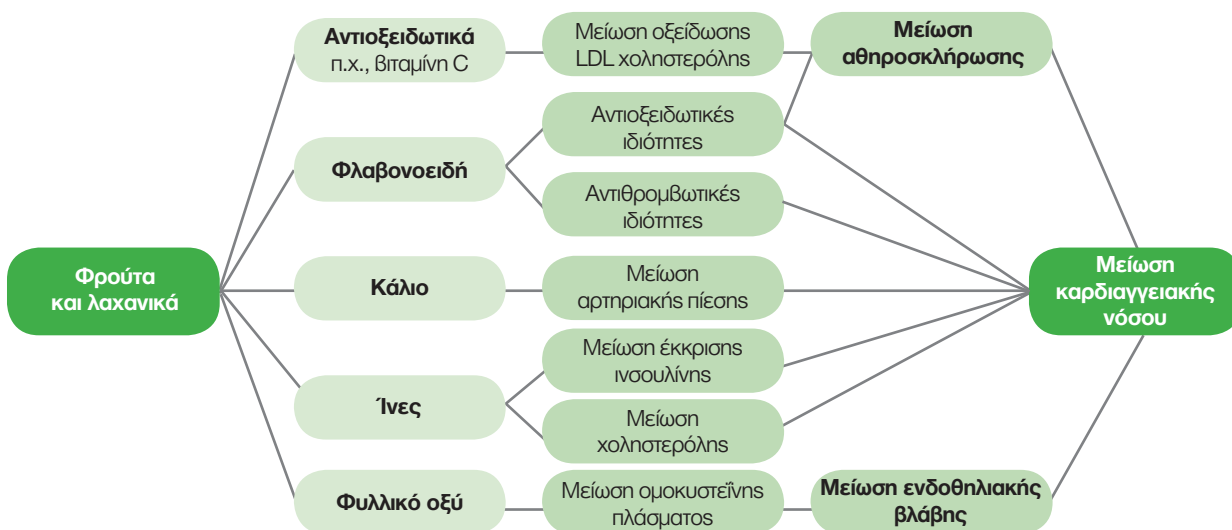 Φρούτα
και λαχανικά
Αντιοξειδωτικά
π.χ., βιταμίνη C
Φλαβονοειδή
Κάλιο
Ίνες
Φυλλικό οξύ
Μείωση οξείδωσης
LDL χοληστερόλης
Αντιοξειδωτικές
ιδιότητες
Αντιθρομβωτικές
ιδιότητες
Μείωση
αρτηριακής πίεσης
Μείωση έκκρισης
ινσουλίνης
Μείωση
χοληστερόλης
Μείωση ομοκυστεΐνης
πλάσματος
Μείωση
αθηροσκλήρωσης
Μείωση ενδοθηλιακής
βλάβης
Μείωση
καρδιαγγειακής
νόσου